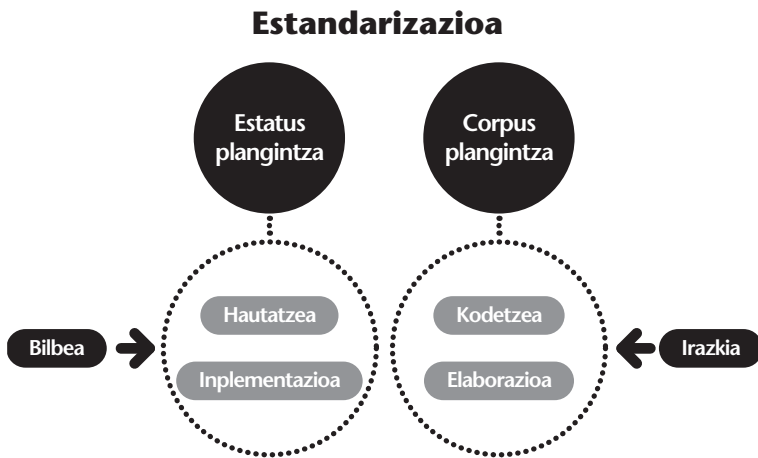 Estandarizazioa
Estatus
plangintza
Corpus
plangintza
Hautatzea
Kodetzea
Bilbea
Irazkia
Inplementazioa
Elaborazioa